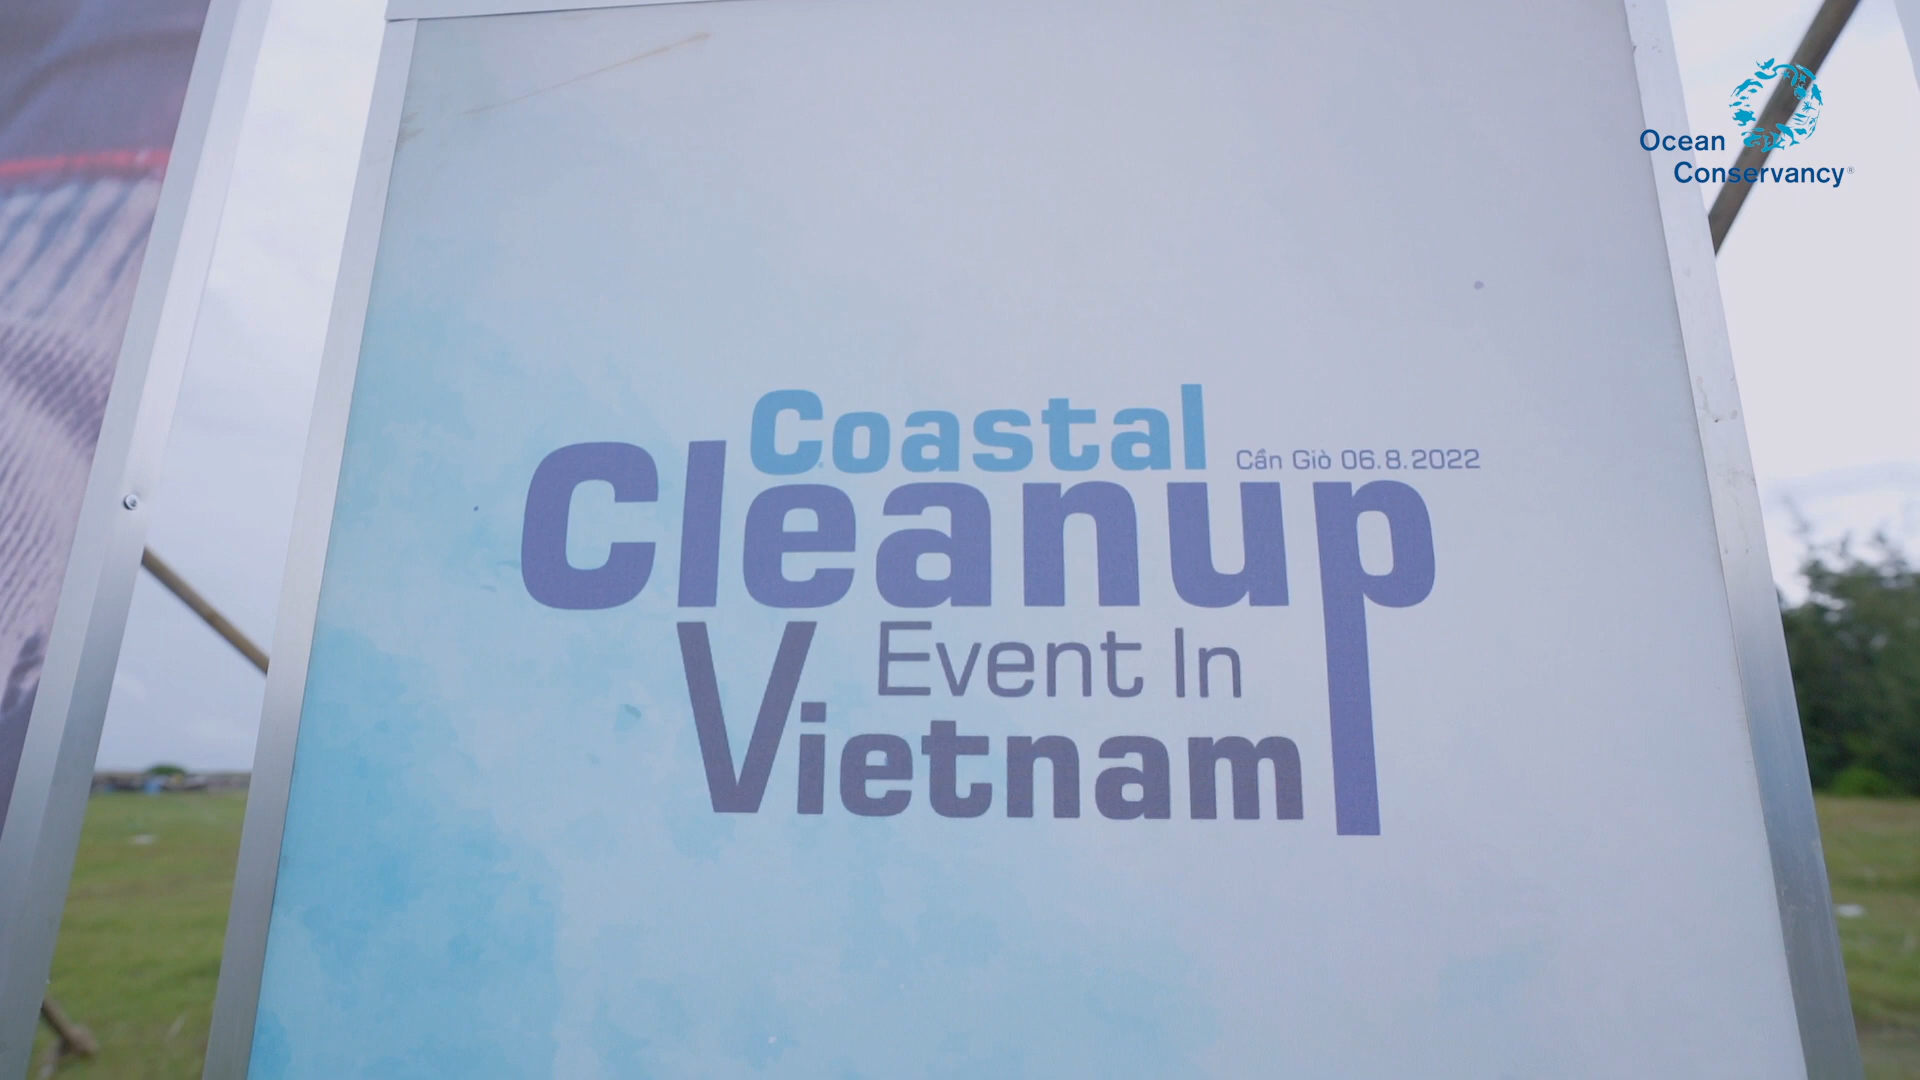 Ocean
Conservancy®
Coastal
Cần Giờ 06.8.2022
Cleanup
Event In
Vietnam